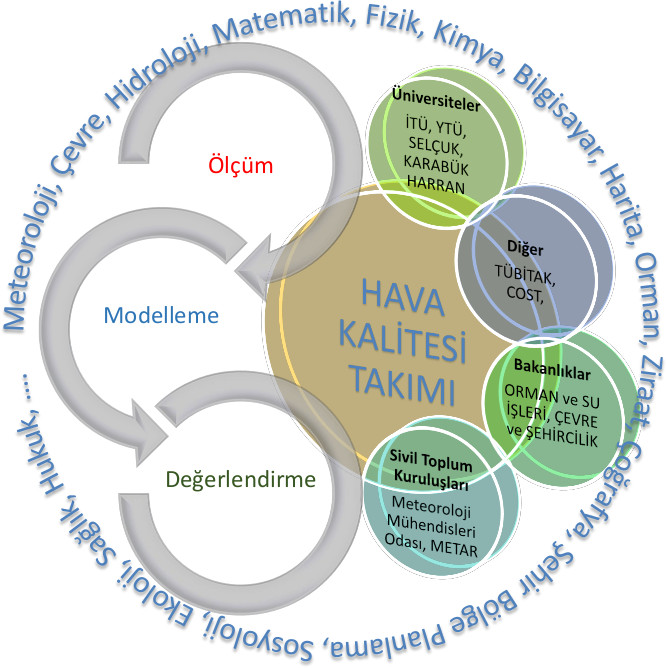 Meteoroloji, Çevre, Hidroloji, Matematik, Fizik, Kimya, Bilgisayar, Harita, Orman, Ziraat, Çoğrafya, Şehir Bölge Planlama, Sosyoloji, Ekoloji, Sağlık, Hukuk, ....
Ölçüm
Modelleme
Değerlendirme
HAVA
KALİTESİ
TAKIMI
Üniversiteler
İTÜ, YTÜ,
SELÇUK,
KARABÜK
HARRAN
Diğer
TÜBİTAK,
COST,
Bakanlıklar
ORMAN ve SU
İŞLERİ, ÇEVRE
ve ŞEHİRCİLİK
Sivil Toplum
Kuruluşları
Meteoroloji
Mühendisleri
Odası, METAR